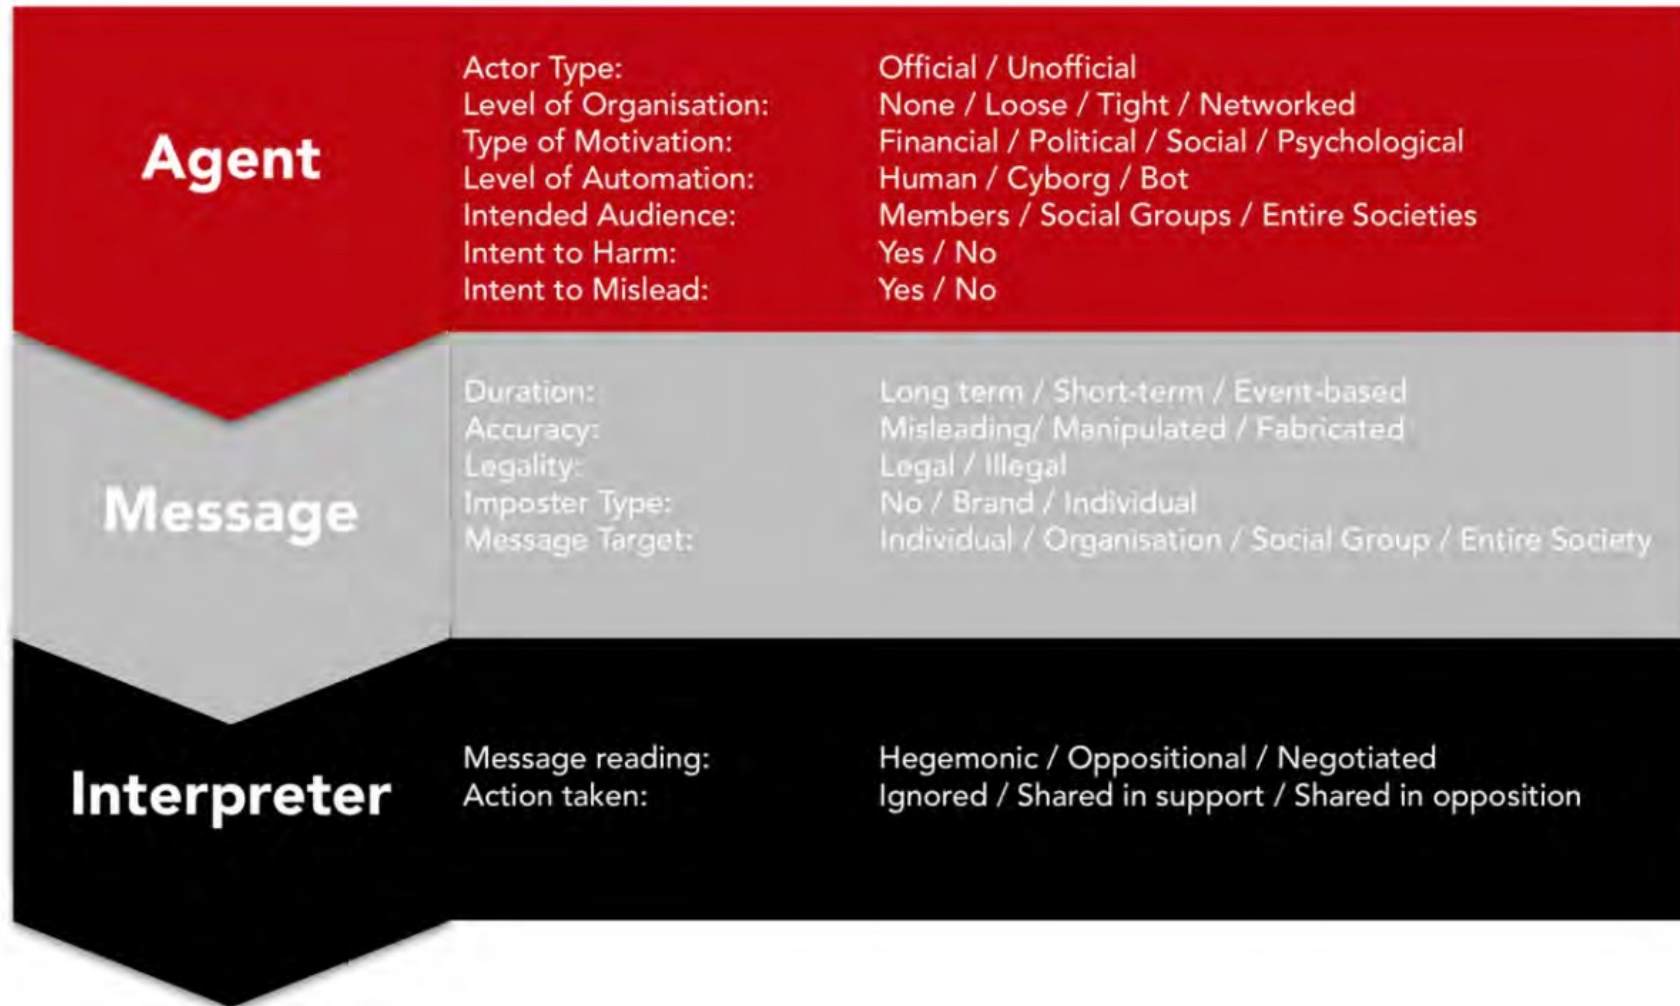 Agent
Actor Type: Official / Unofficial
Level of Organisation: None / Loose / Tight / Networked
Type of Motivation: Financial / Political / Social / Psychological
Level of Automation: Human / Cyborg / Bot
Intended Audience: Members / Social Groups / Entire Societies
Intent to Harm: Yes / No
Intent to Mislead: Yes / No
Message
Duration: Long term / Short-term / Event-based
Accuracy: Misleading/ Manipulated / Fabricated
Legality: Legal / Illegal
Imposter Type: No / Brand / Individual
Message Target: Individual / Organisation / Social Group / Entire Society
Interpreter
Message reading: Hegemonic / Oppositional / Negotiated
Action taken: Ignored / Shared in support / Shared in opposition